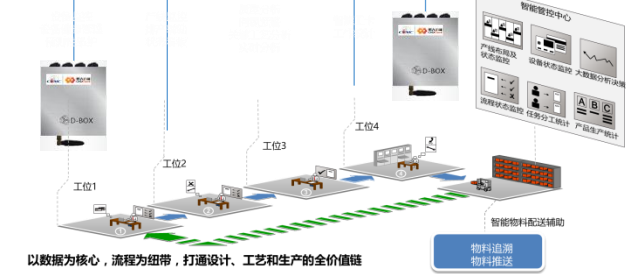 智能管控中心
产线布局及
状态监控
设备状态监控
大数据分析决策
流程状态监控
任务分工统计
A B C
产品生产统计
D-BOX
D-BOX
工位4
工位3
工位2
工位1
智能物料配送辅助
物料追溯
物料推送
以数据为核心，流程为纽带，打通设计、工艺和生产的全价值链